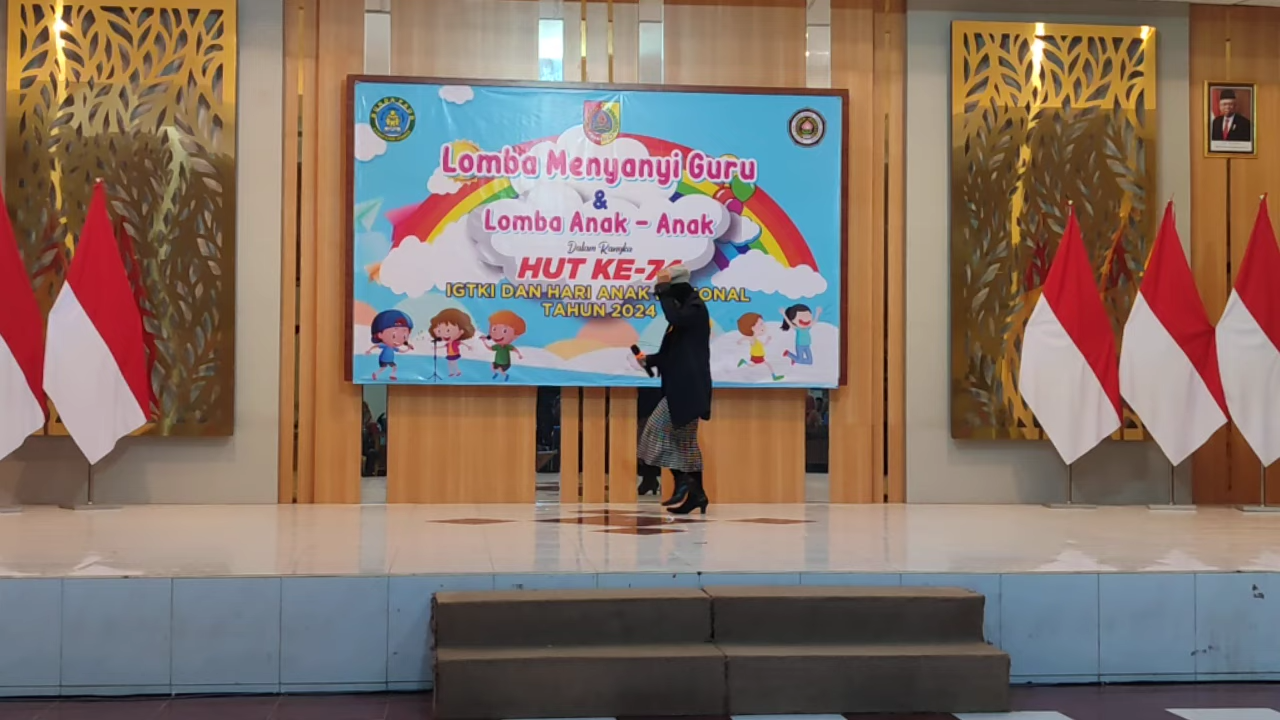 Lomba Menyanyi Guru
&
Lomba Anak - Anak
Dalam Rangka
HUT KE-
IGTKI DAN HARI ANAK
TAHUN 2024